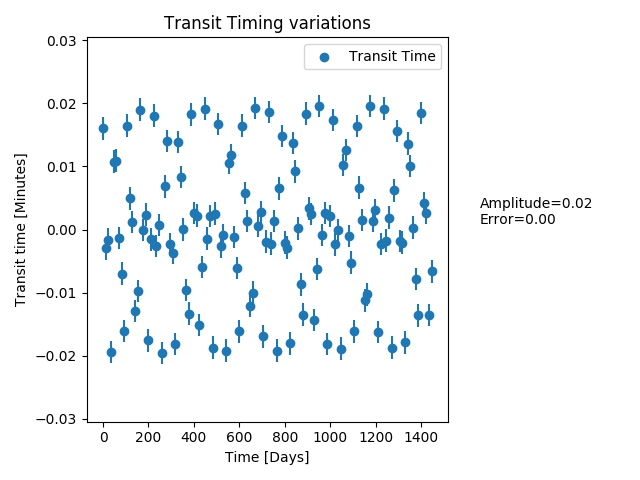 Transit Timing variations
Transit Time
0.03
0.02
0.01
0.00
−0.01
−0.02
−0.03
Transit time [Minutes]
0 200 400 600 800 1000 1200 1400
Time [Days]
Amplitude=0.02
Error=0.00